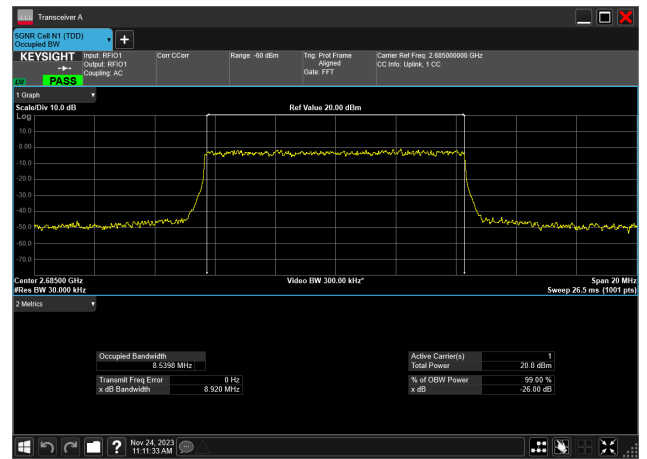 Transceiver A
5GNR Cell N1 (TDD)
Occupied BW
KEYSIGHT
LW
PASS
Input: RFIO1
Output: RFIO1
Coupling: AC
Corr CCorr
Range: -60 dBm
Trig: Prot Frame
Aligned
Gate: FFT
Carrier Ref Freq: 2.685000000 GHz
CC Info: Uplink, 1 CC
1 Graph
Scale/Div 10.0 dB
Ref Value 20.00 dBm
Log
10.0
0.00
-10.0
-20.0
-30.0
-40.0
-50.0
-60.0
-70.0
Center 2.68500 GHz
Video BW 300.00 kHz*
Span 20 MHz
#Res BW 30.000 kHz
Sweep 26.5 ms (1001 pts)
2 Metrics
Occupied Bandwidth
8.5398 MHz
Transmit Freq Error 0 Hz
x dB Bandwidth 8.920 MHz
Active Carrier(s) 1
Total Power 20.8 dBm
% of OBW Power 99.00 %
x dB -26.00 dB
Nov 24, 2023
11:11:33 AM